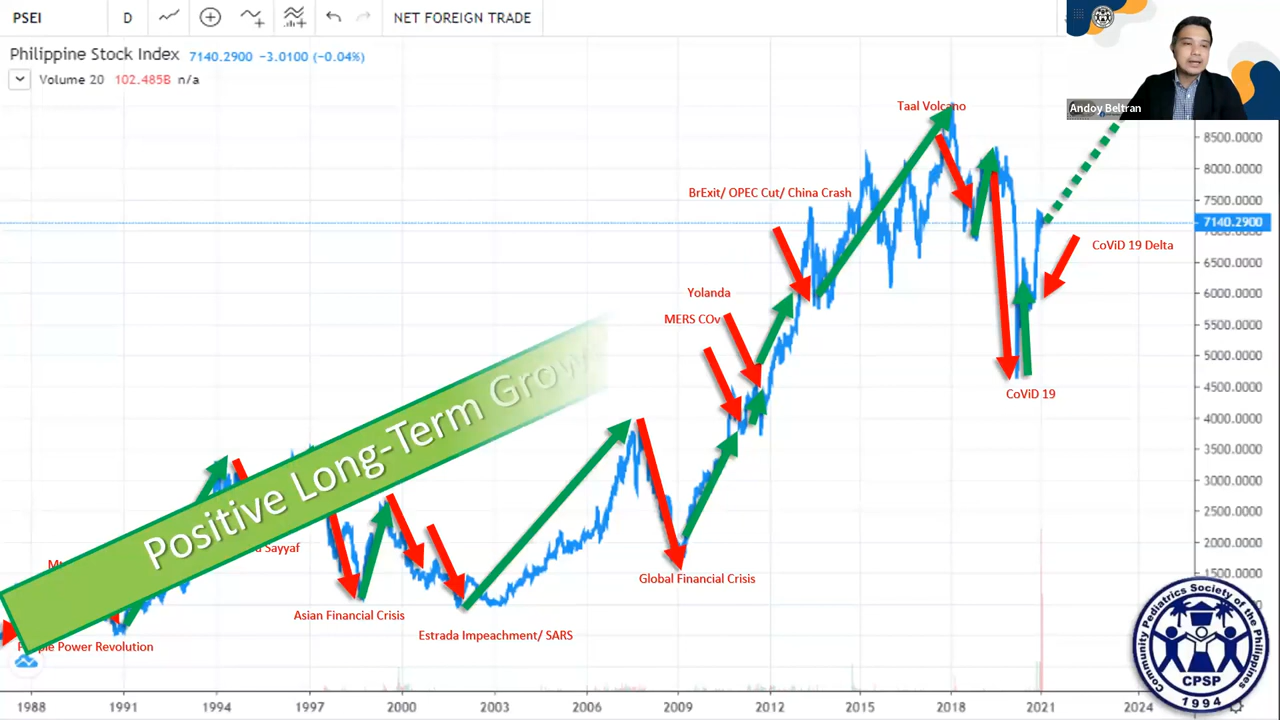 PSEI
D
NET FOREIGN TRADE
Philippine Stock Index 7140.2900 −3.0100 (−0.04%)
Volume 20 102.485B n/a
Andoy Beltran
Taal Volcano
8500.0000
8000.0000
BrExit/ OPEC Cut/ China Crash
7500.0000
7140.2900
CoViD 19 Delta
6500.0000
Yolanda
6000.0000
MERS COv
5500.0000
5000.0000
4500.0000
CoViD 19
4000.0000
Positive Long-Term Grow
3500.0000
3000.0000
2500.0000
Sayyaf
2000.0000
Global Financial Crisis
1500.0000
Asian Financial Crisis
Estrada Impeachment/ SARS
Power Revolution
Community Pediatrics Society of the Philippines
CPSP
1994
1988 1991 1994 1997 2000 2003 2006 2009 2012 2015 2018 2021 2024